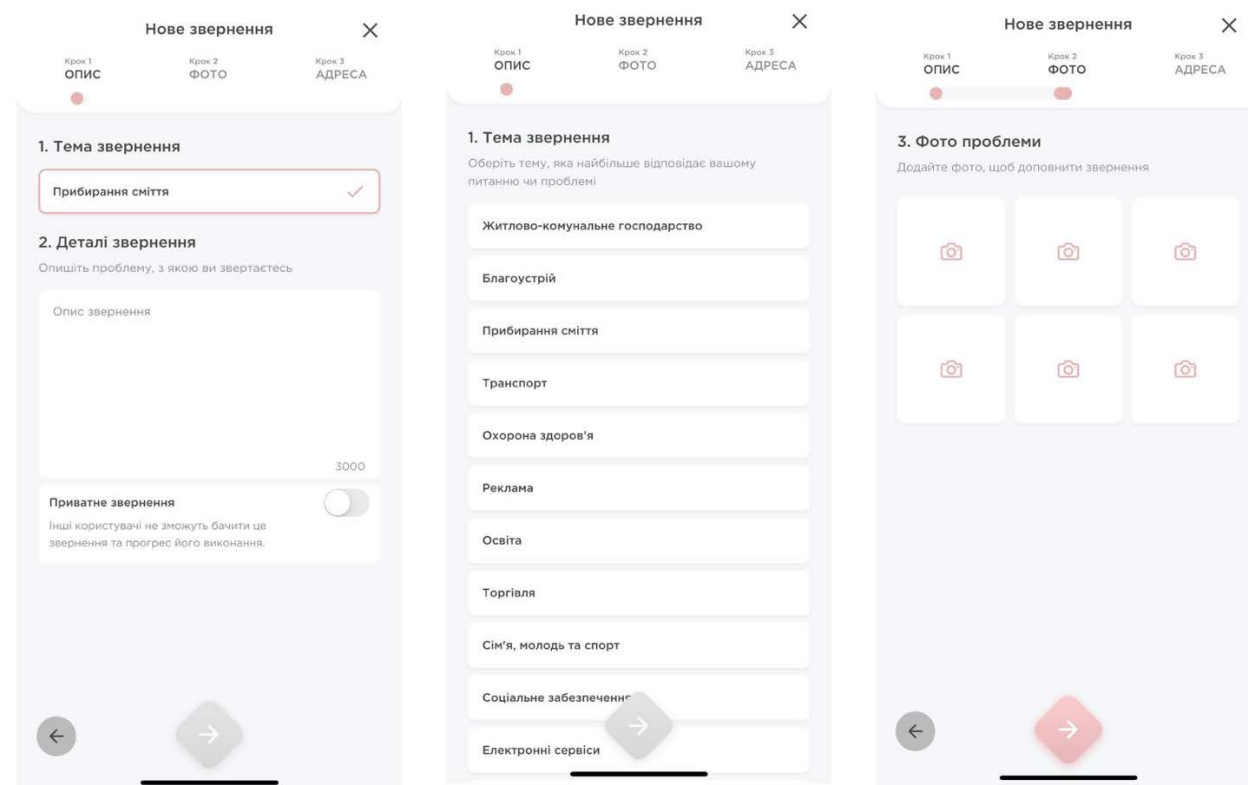 Нове звернення
Крок 1
ОПИС
Крок 2
ФОТО
Крок 3
АДРЕСА
1. Тема звернення
Прибирання сміття
2. Деталі звернення
Опишіть проблему, з якою ви звертаєтесь
Опис звернення
3000
Приватне звернення
Інші користувачі не зможуть бачити це
звернення та прогрес його виконання.
Нове звернення
Крок 1
ОПИС
Крок 2
ФОТО
Крок 3
АДРЕСА
1. Тема звернення
Оберіть тему, яка найбільше відповідає вашому
питанню чи проблемі
Житлово-комунальне господарство
Благоустрій
Прибирання сміття
Транспорт
Охорона здоров'я
Реклама
Освіта
Торгівля
Сім'я, молодь та спорт
Соціальне забезпечення
Електронні сервіси
Нове звернення
Крок 1
ОПИС
Крок 2
ФОТО
Крок 3
АДРЕСА
3. Фото проблеми
Додайте фото, щоб доповнити звернення